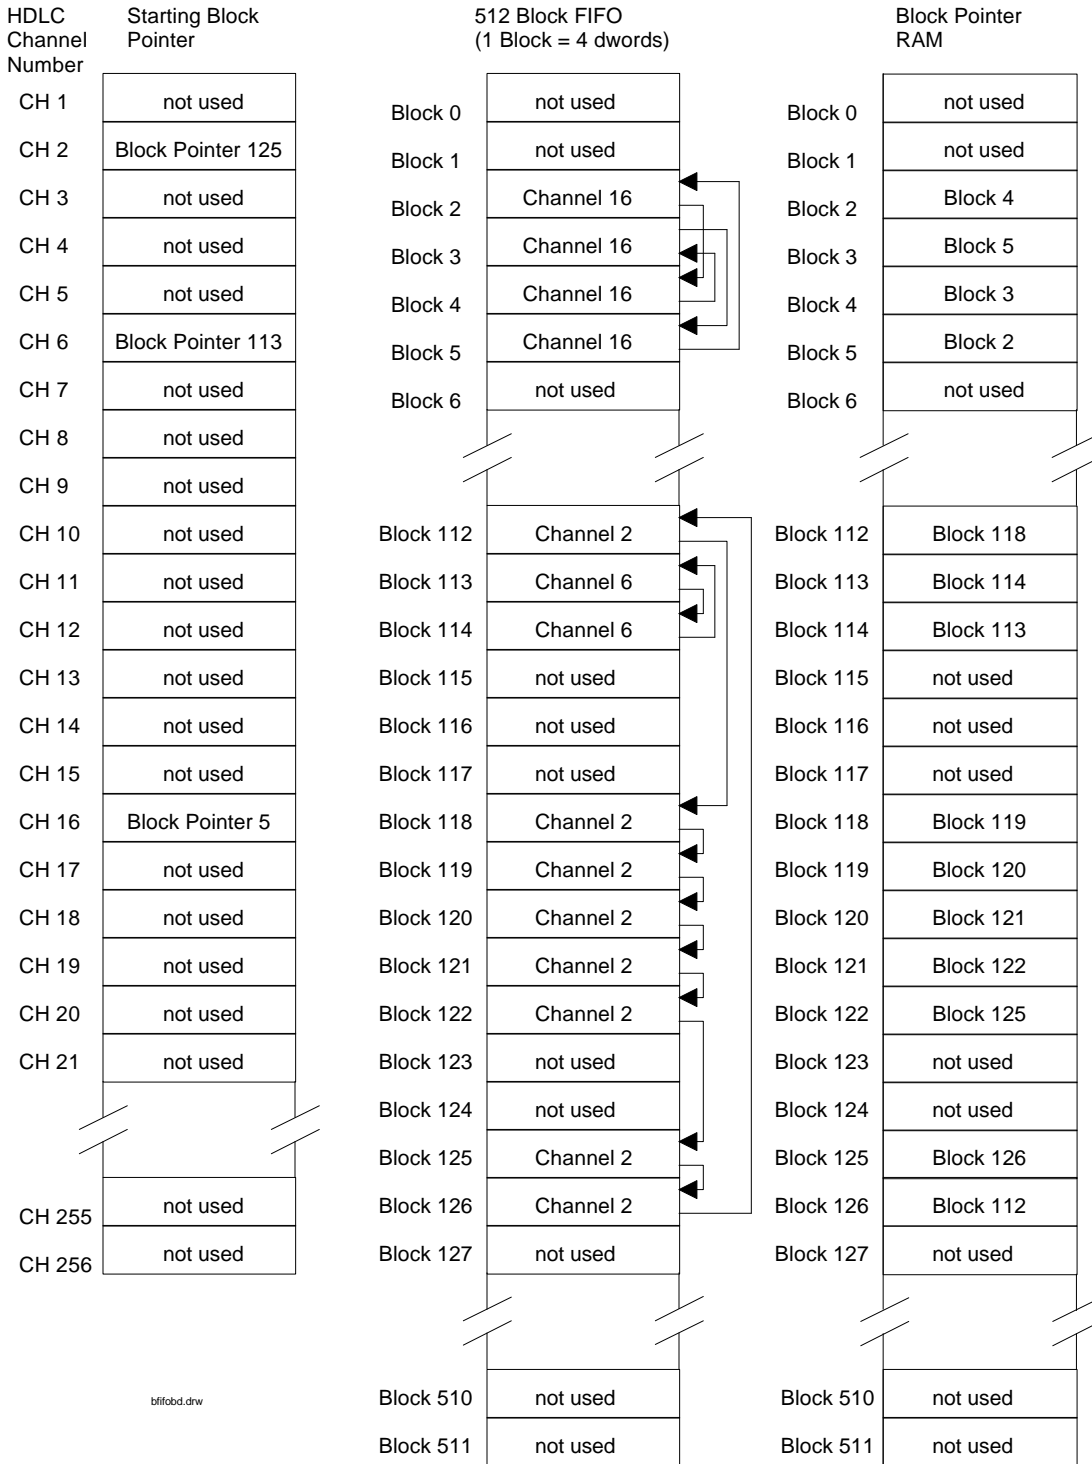 HDLC Channel Number
Starting Block Pointer
512 Block FIFO
(1 Block = 4 dwords)
Block Pointer RAM
CH 1 not used
CH 2 Block Pointer 125
CH 3 not used
CH 4 not used
CH 5 not used
CH 6 Block Pointer 113
CH 7 not used
CH 8 not used
CH 9 not used
CH 10 not used
CH 11 not used
CH 12 not used
CH 13 not used
CH 14 not used
CH 15 not used
CH 16 Block Pointer 5
CH 17 not used
CH 18 not used
CH 19 not used
CH 20 not used
CH 21 not used
CH 255 not used
CH 256 not used
Block 0 not used
Block 1 not used
Block 2 Channel 16
Block 3 Channel 16
Block 4 Channel 16
Block 5 Channel 16
Block 6 not used
Block 112 Channel 2
Block 113 Channel 6
Block 114 Channel 6
Block 115 not used
Block 116 not used
Block 117 not used
Block 118 Channel 2
Block 119 Channel 2
Block 120 Channel 2
Block 121 Channel 2
Block 122 Channel 2
Block 123 not used
Block 124 not used
Block 125 Channel 2
Block 126 Channel 2
Block 127 not used
Block 510 not used
Block 511 not used
Block 0 not used
Block 1 not used
Block 2 Block 4
Block 3 Block 5
Block 4 Block 3
Block 5 Block 2
Block 6 not used
Block 112 Block 118
Block 113 Block 114
Block 114 Block 113
Block 115 not used
Block 116 not used
Block 117 not used
Block 118 Block 119
Block 119 Block 120
Block 120 Block 121
Block 121 Block 122
Block 122 Block 125
Block 123 not used
Block 124 not used
Block 125 Block 126
Block 126 Block 112
Block 127 not used
Block 510 not used
Block 511 not used
bfifobd.drw